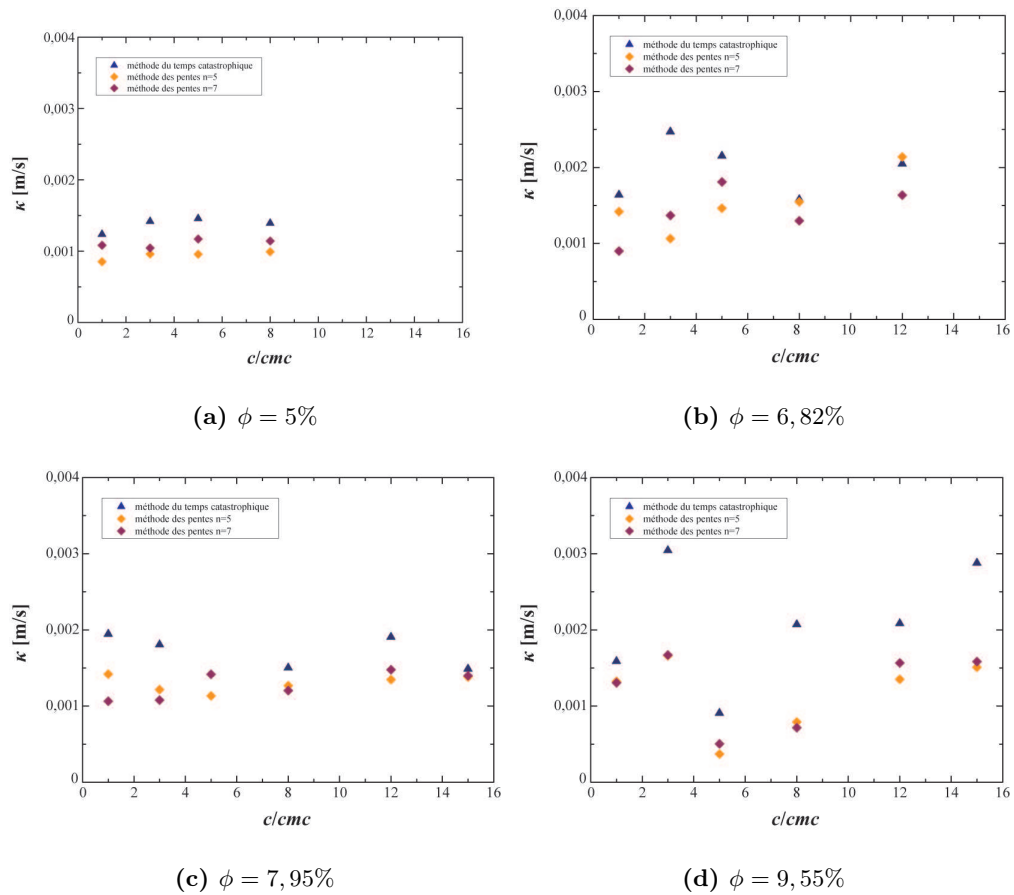 0,004
0,003
0,002
0,001
0
κ [m/s]
méthode du temps catastrophique
méthode des pentes n=5
méthode des pentes n=7
0 2 4 6 8 10 12 14 16
c/cmc
(a) ϕ = 5%
0,004
0,003
0,002
0,001
0
κ [m/s]
méthode du temps catastrophique
méthode des pentes n=5
méthode des pentes n=7
0 2 4 6 8 10 12 14 16
c/cmc
(b) ϕ = 6, 82%
0,004
0,003
0,002
0,001
0
κ [m/s]
méthode du temps catastrophique
méthode des pentes n=5
méthode des pentes n=7
0 2 4 6 8 10 12 14 16
c/cmc
(c) ϕ = 7, 95%
0,004
0,003
0,002
0,001
0
κ [m/s]
méthode du temps catastrophique
méthode des pentes n=5
méthode des pentes n=7
0 2 4 6 8 10 12 14 16
c/cmc
(d) ϕ = 9, 55%